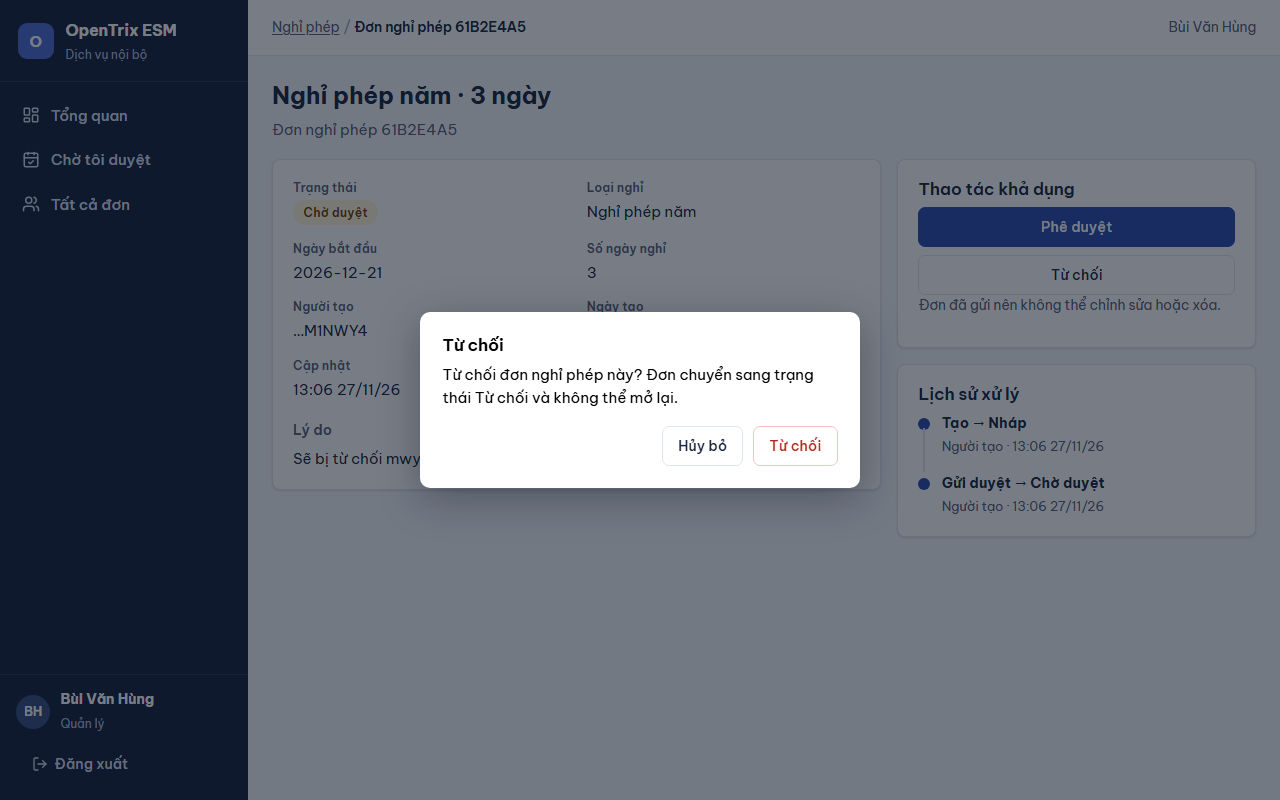 O
OpenTrix ESM
Dịch vụ nội bộ
Tổng quan
Chờ tôi duyệt
Tất cả đơn
BH
Bùi Văn Hùng
Quản lý
Đăng xuất
Nghỉ phép / Đơn nghỉ phép 61B2E4A5
Bùi Văn Hùng
Nghỉ phép năm · 3 ngày
Đơn nghỉ phép 61B2E4A5
Trạng thái
Chờ duyệt
Loại nghỉ
Nghỉ phép năm
Ngày bắt đầu
2026-12-21
Số ngày nghỉ
3
Người tạo
...M1NWY4
Ngày tạo
Cập nhật
13:06 27/11/26
Lý do
Sẽ bị từ chối mwy
Từ chối
Từ chối đơn nghỉ phép này? Đơn chuyển sang trạng
thái Từ chối và không thể mở lại.
Hủy bỏ
Từ chối
Thao tác khả dụng
Phê duyệt
Từ chối
Đơn đã gửi nên không thể chỉnh sửa hoặc xóa.
Lịch sử xử lý
Tạo → Nháp
Người tạo · 13:06 27/11/26
Gửi duyệt → Chờ duyệt
Người tạo · 13:06 27/11/26